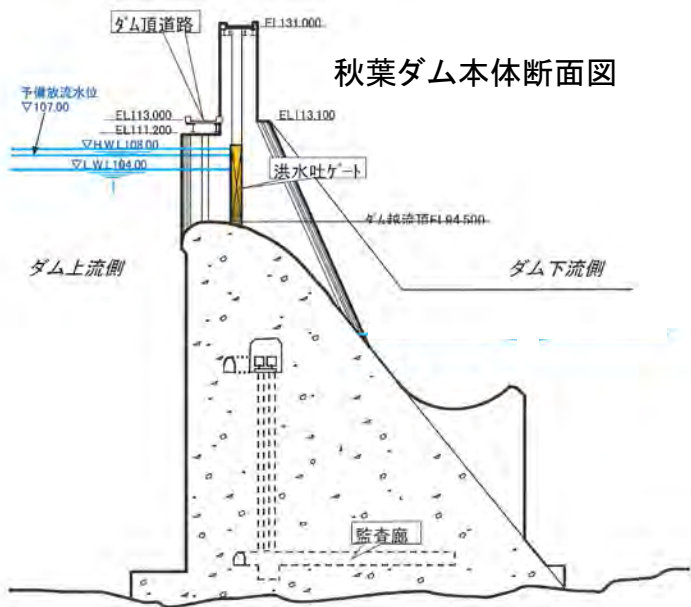 ダム頂道路
EL131.000
秋葉ダム本体断面図
予備放流水位
▽107.00
EL113.000
EL113.100
EL111.200
▽H.W.L108.00
▽L.W.L104.00
洪水吐ゲート
ダム越流頂EL94.500
ダム上流側
ダム下流側
監査廊